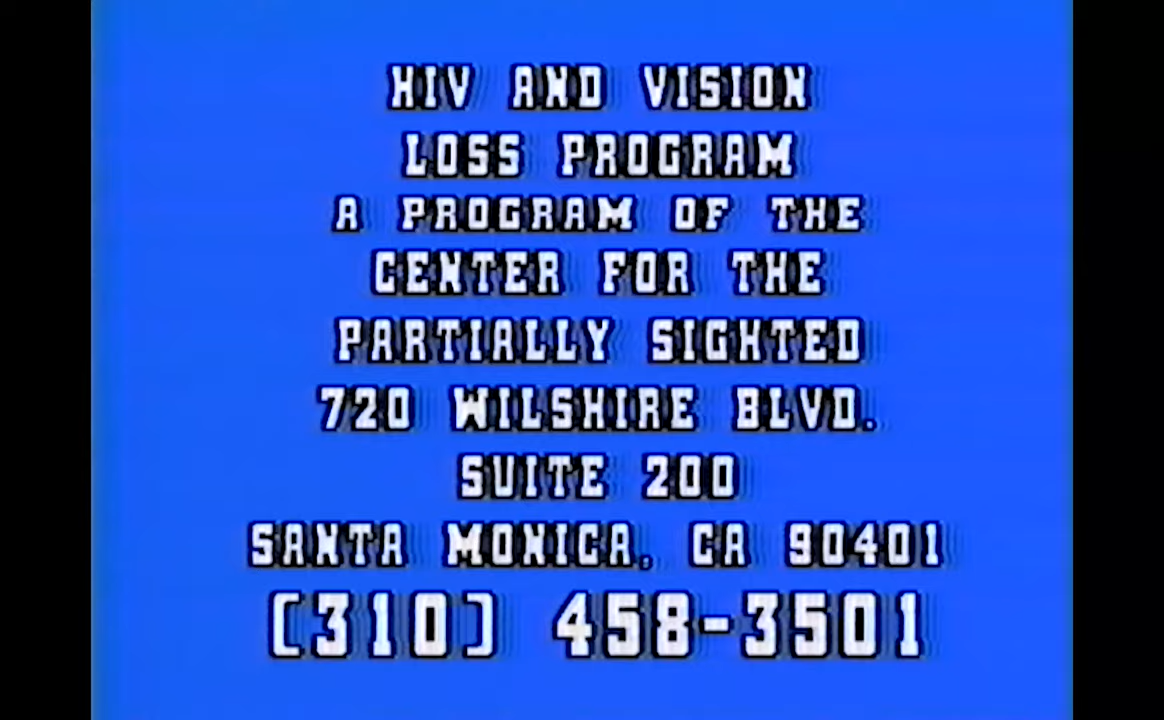 HIV AND VISION
LOSS PROGRAM
A PROGRAM OF THE
CENTER FOR THE
PARTIALLY SIGHTED
720 WILSHIRE BLVD.
SUITE 200
SANTA MONICA, CA 90401
(310) 458-3501